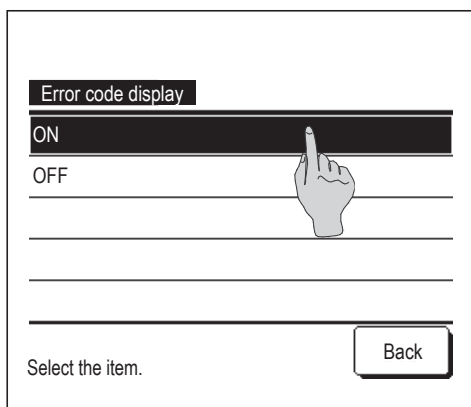 Error code display
ON
OFF
Back
Select the item.